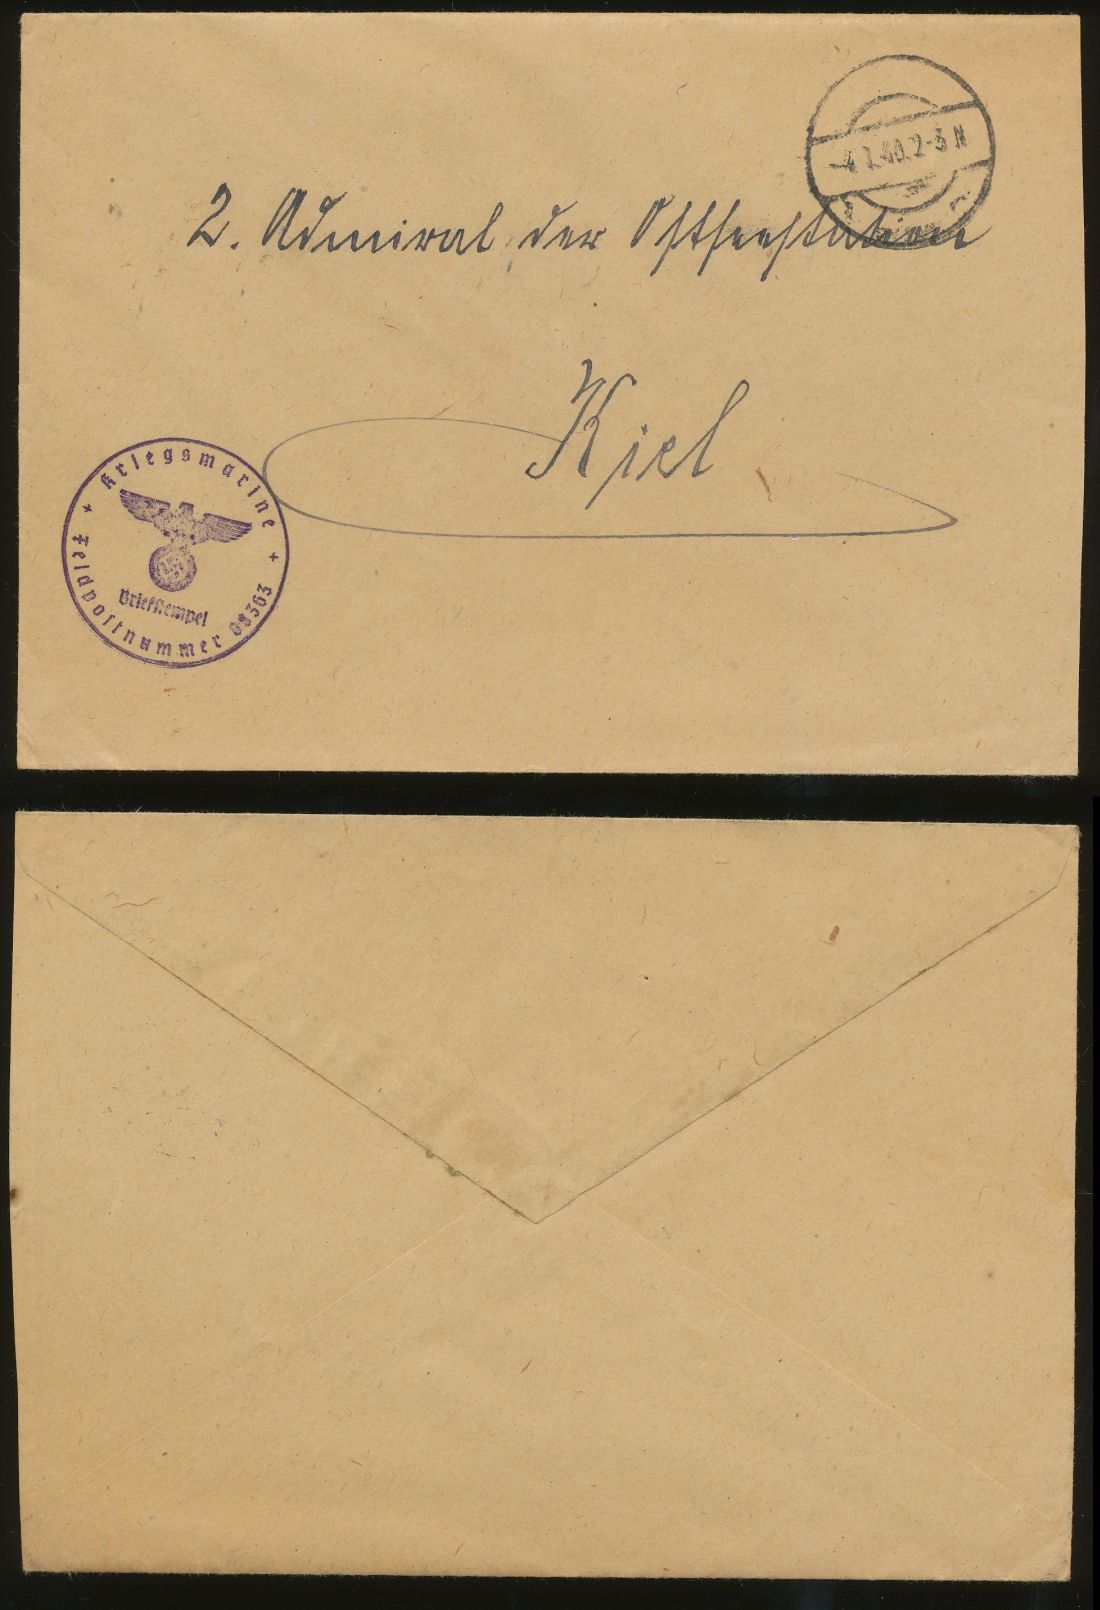 -4.1.40.2-3 N
2. Admiral der Ostseestation
Kiel
Kriegsmarine
Briefstempel
Feldpostnummer 08363